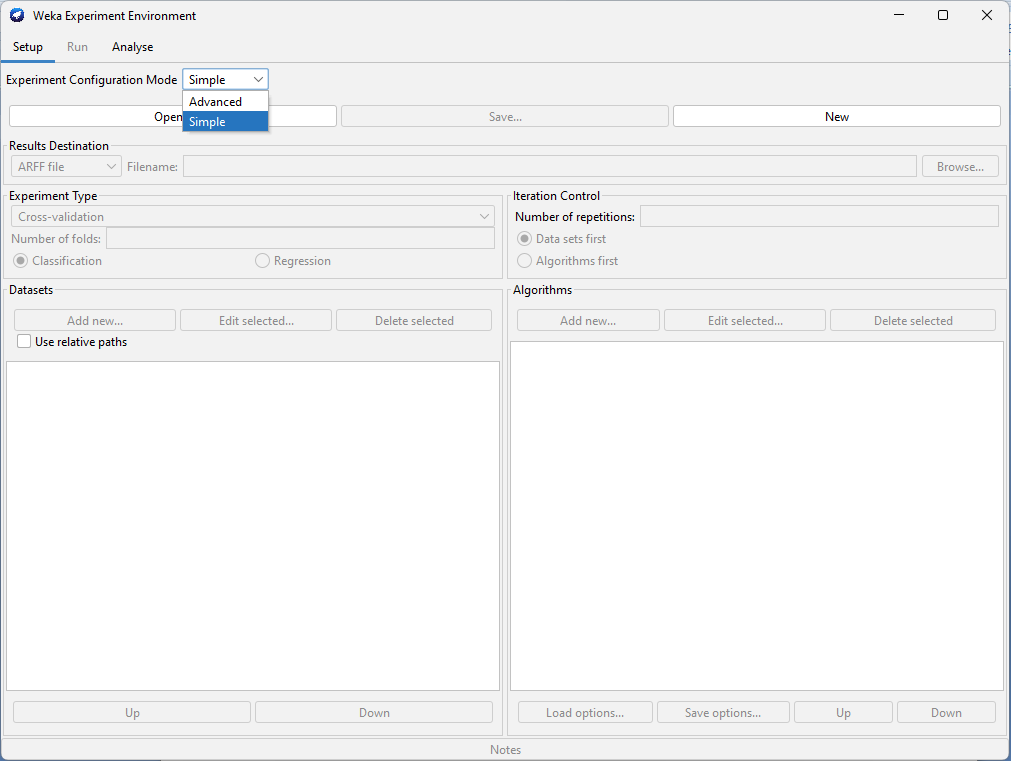 Weka Experiment Environment
Setup Run Analyse
Experiment Configuration Mode Simple
Advanced
Simple
Open Save... New
Results Destination
ARFF file Filename: Browse...
Experiment Type
Cross-validation
Number of folds:
Classification Regression
Iteration Control
Number of repetitions:
Data sets first
Algorithms first
Datasets
Add new... Edit selected... Delete selected
Use relative paths
Up Down
Algorithms
Add new... Edit selected... Delete selected
Load options... Save options... Up Down
Notes